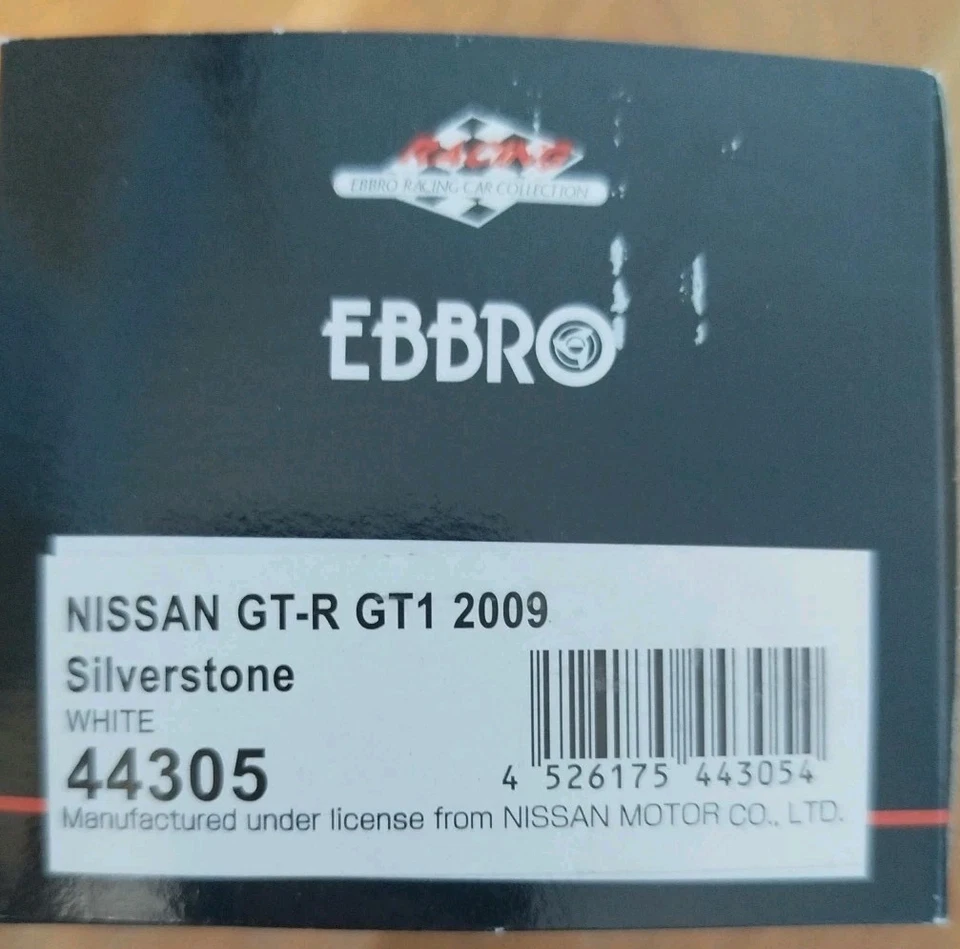 RACING
EBBRO RACING CAR COLLECTION
EBBRO
NISSAN GT-R GT1 2009
Silverstone
WHITE
44305
4 526175 443054
Manufactured under license from NISSAN MOTOR CO., LTD.